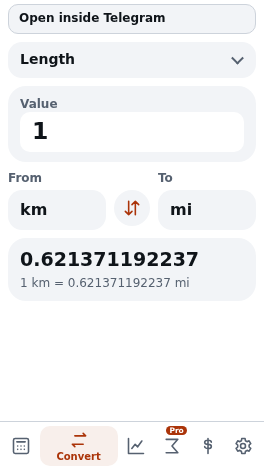 Open inside Telegram
Length
Value
1
From
To
km
mi
0.621371192237
1 km = 0.621371192237 mi
Pro
Convert